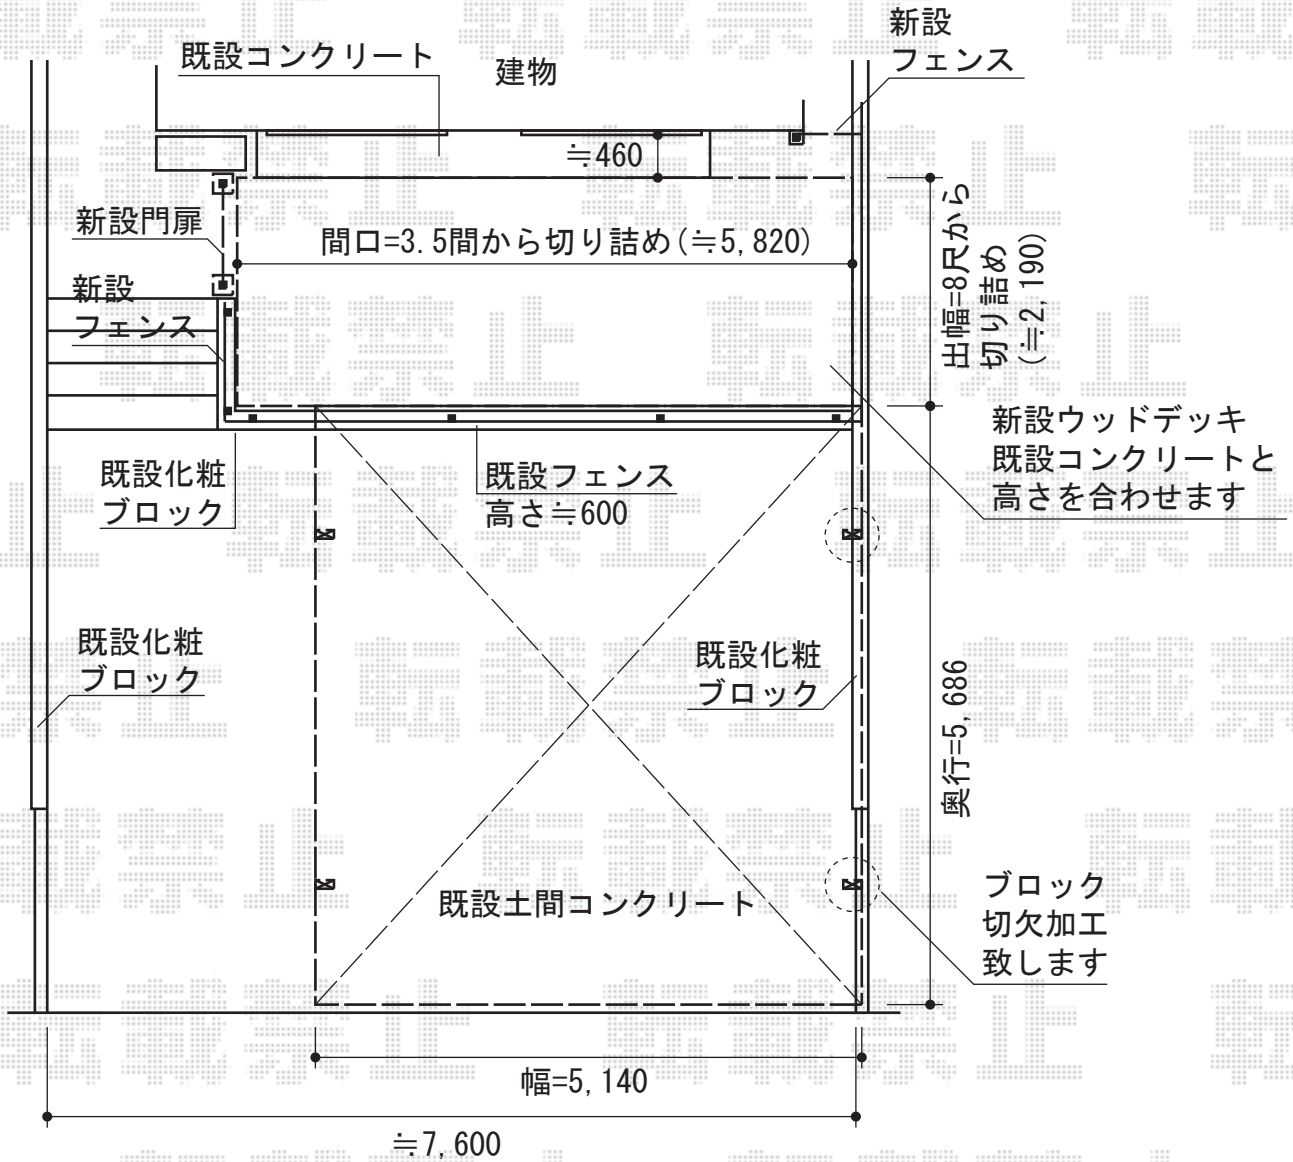 新設
フェンス
既設コンクリート
建物
≒460
新設門扉
間口=3.5間から切り詰め(≒5,820)
出幅=8尺から
切り詰め
(≒2,190)
新設
フェンス
新設ウッドデッキ
既設コンクリートと
高さを合わせます
既設化粧
ブロック
既設フェンス
高さ≒600
既設化粧
ブロック
既設化粧
ブロック
奥行=5,686
既設土間コンクリート
ブロック
切欠加工
致します
幅=5,140
≒7,600
転載禁止